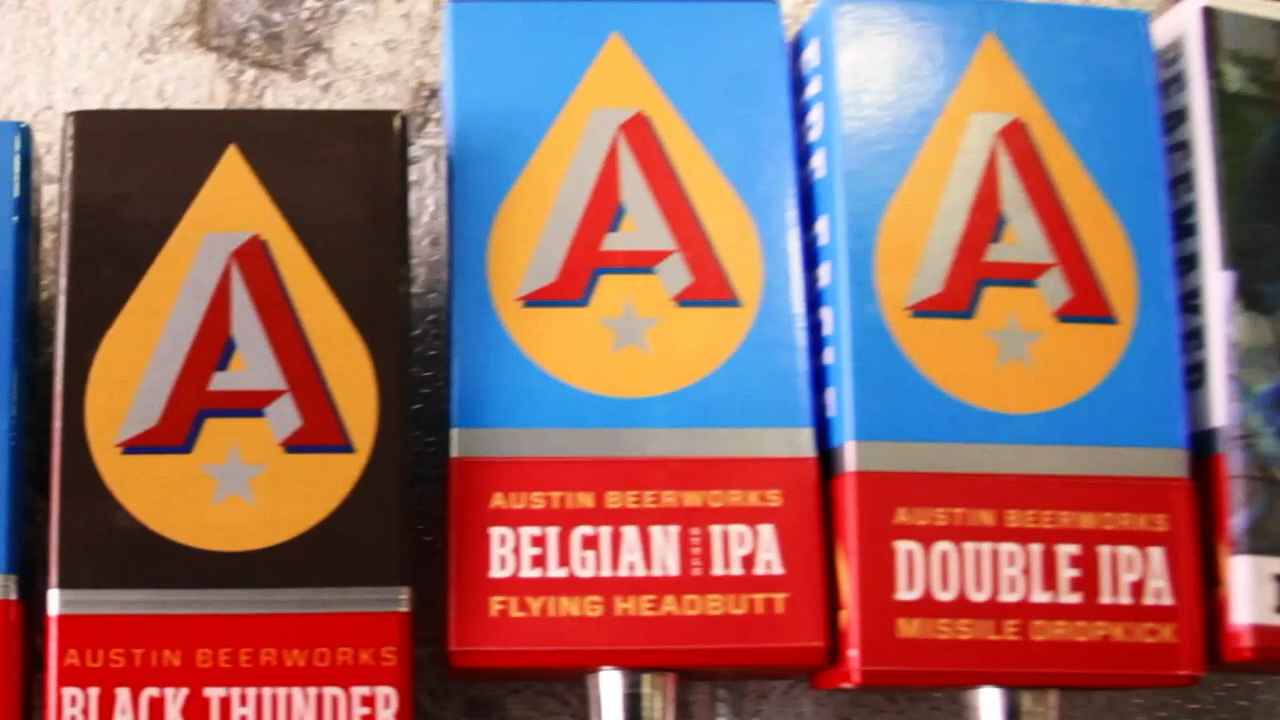 A
AUSTIN BEERWORKS
BLACK THUNDER
A
AUSTIN BEERWORKS
BELGIAN IPA
FLYING HEADBUTT
A
AUSTIN BEERWORKS
DOUBLE IPA
MISSILE DROPKICK